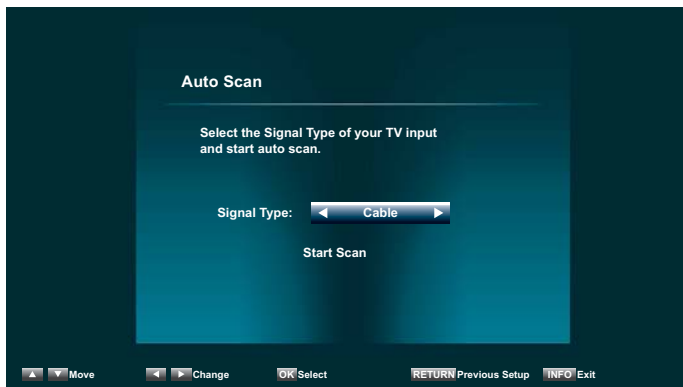 Auto Scan
Select the Signal Type of your TV input
and start auto scan.
Signal Type: ◀ Cable ▶
Start Scan
▲ ▼ Move ◀ ▶ Change OK Select RETURN Previous Setup INFO Exit